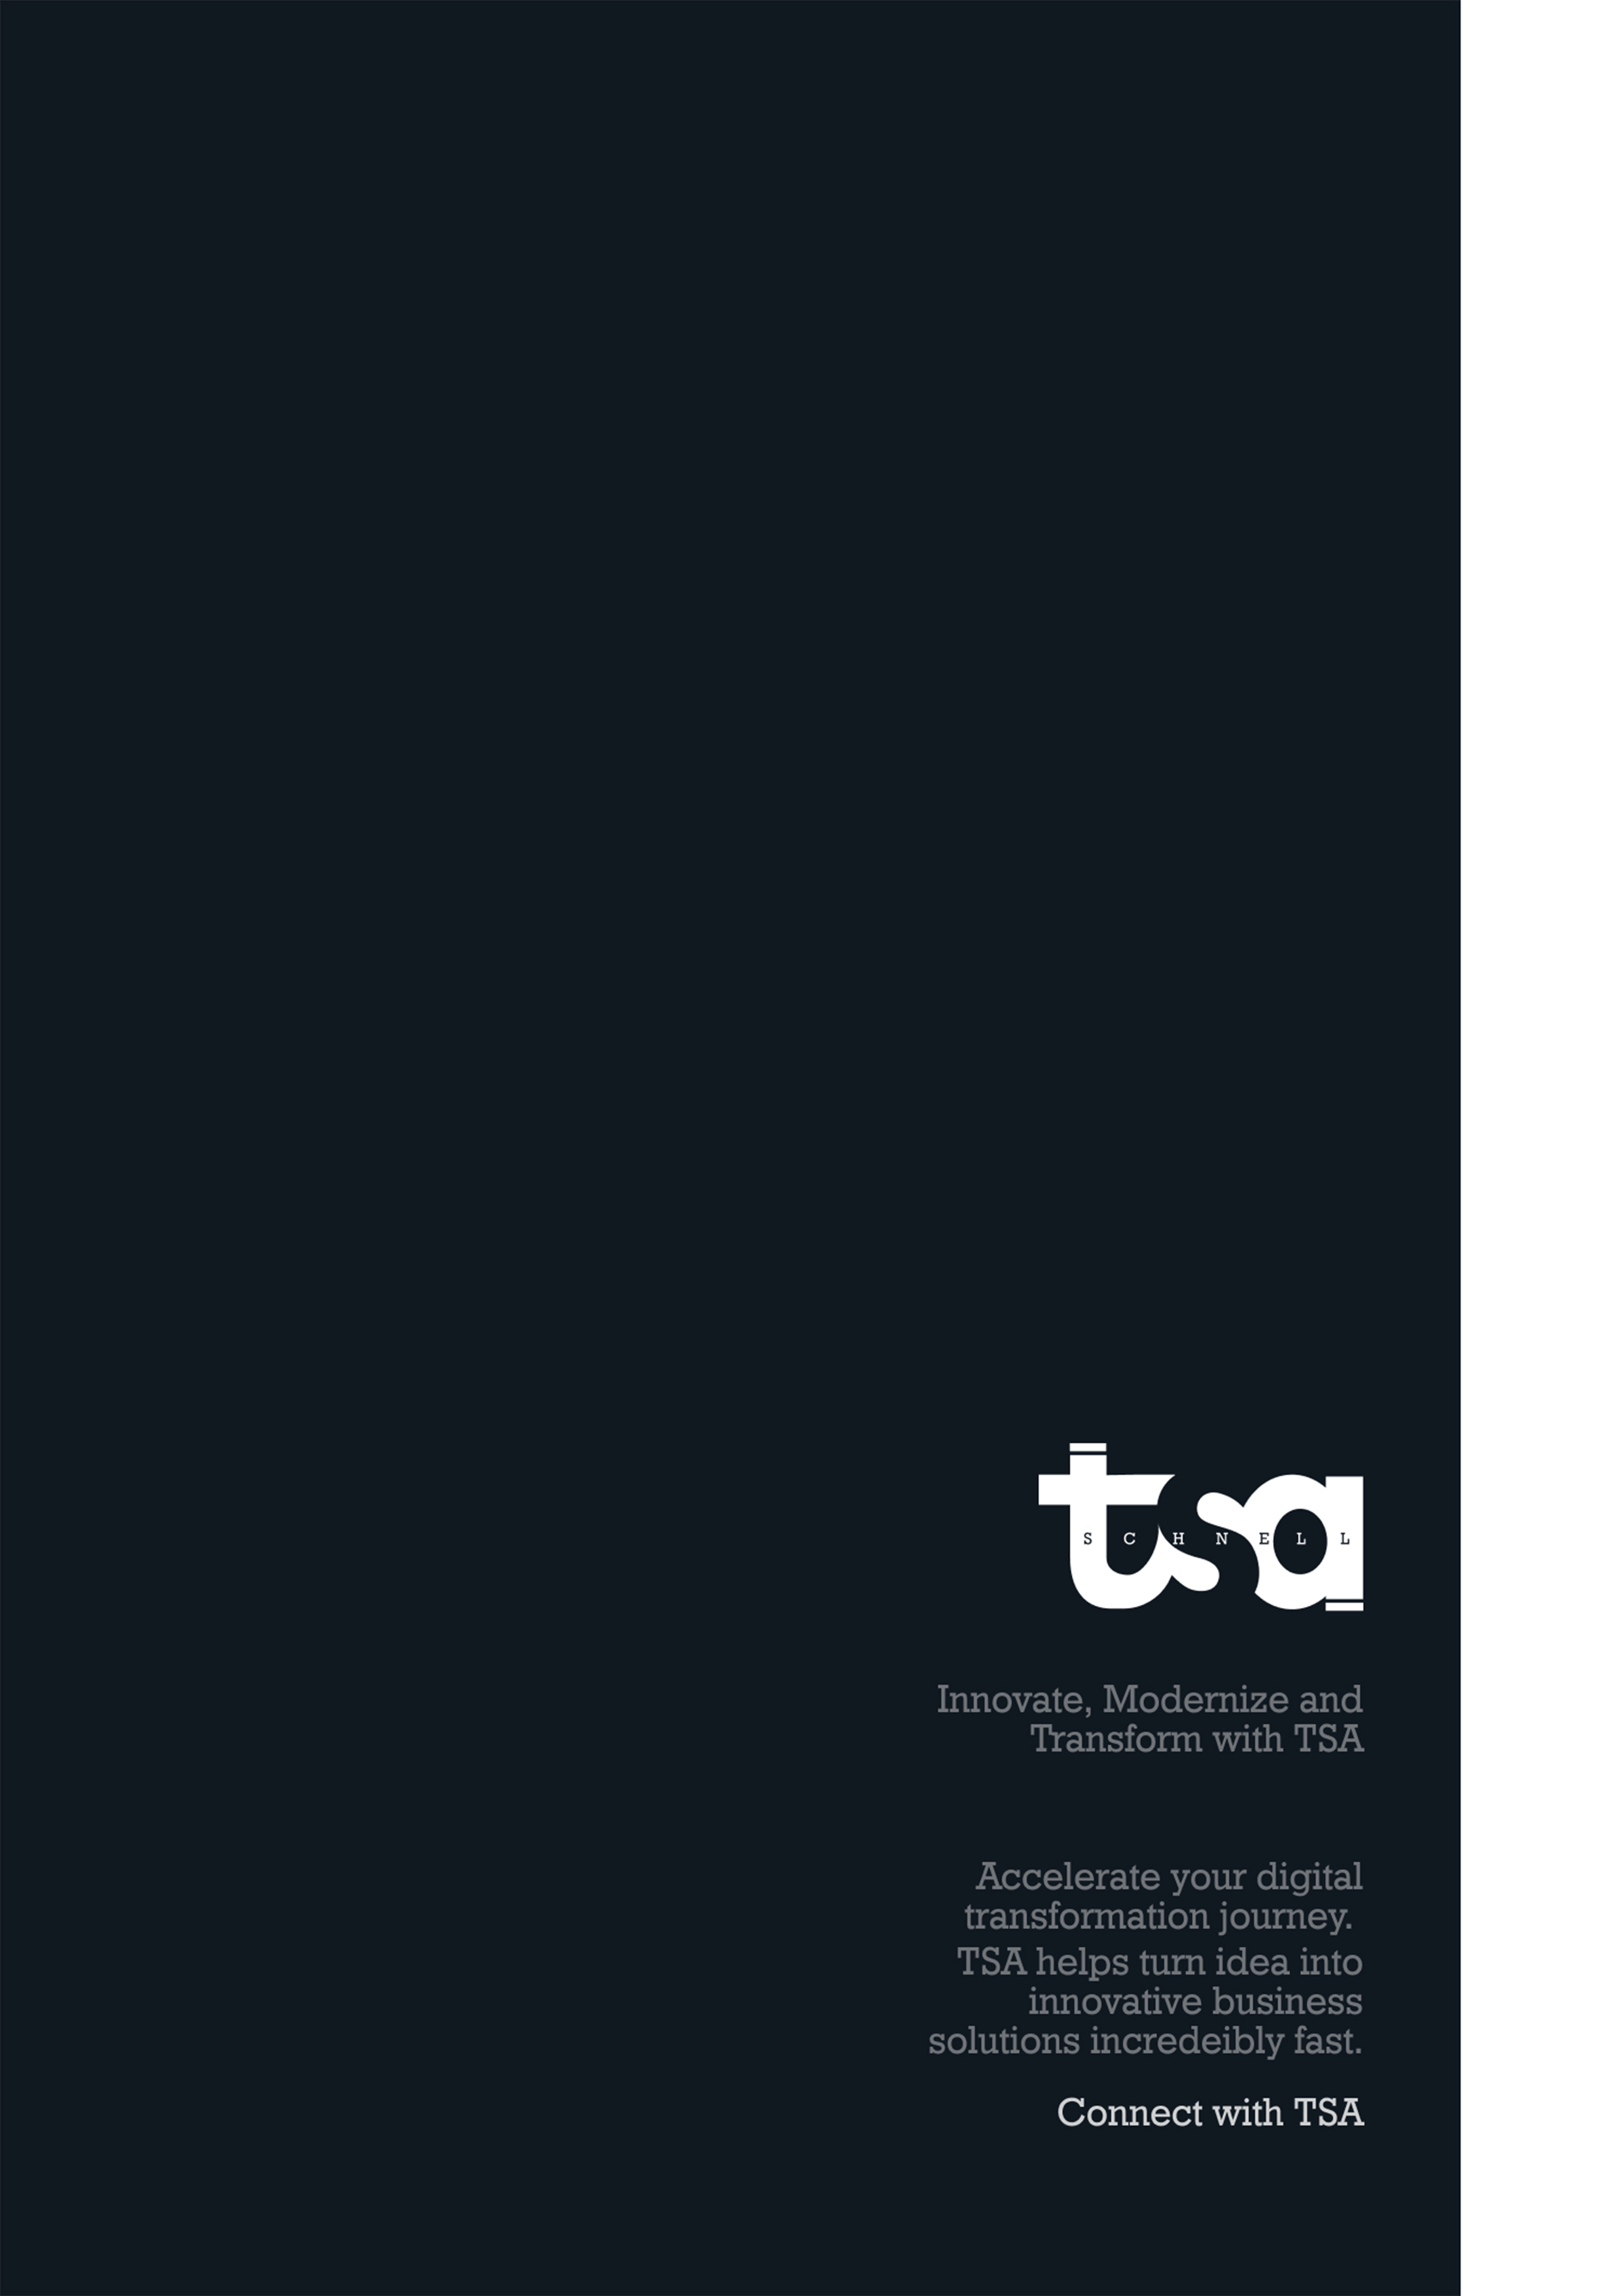 tsa
SCHNELL
Innovate, Modernize and
Transform with TSA
Accelerate your digital
transformation journey.
TSA helps turn idea into
innovative business
solutions incredeibly fast.
Connect with TSA